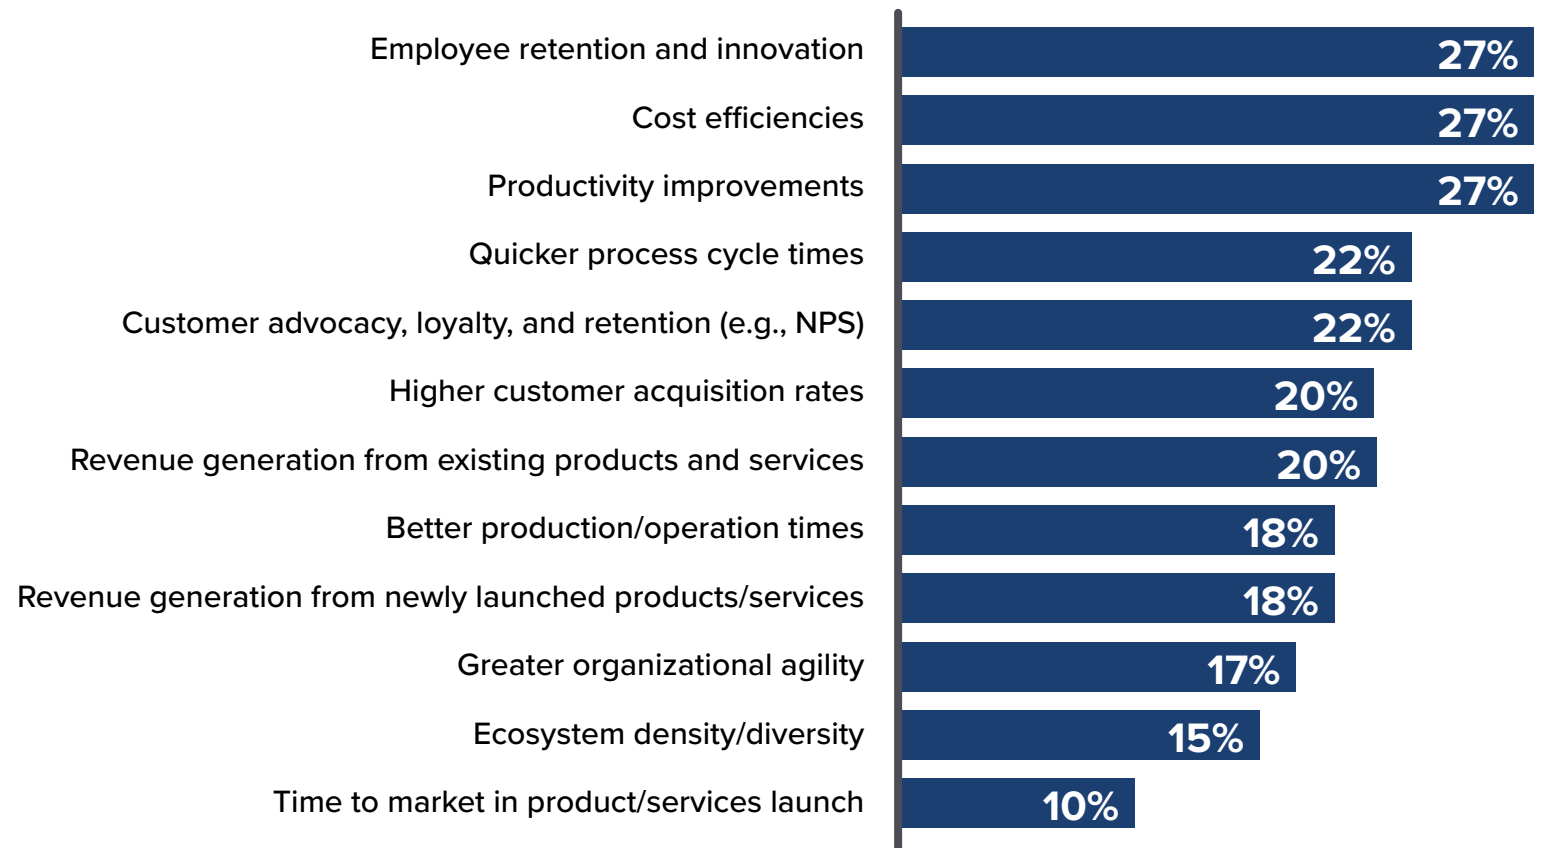 Employee retention and innovation 27%
Cost efficiencies 27%
Productivity improvements 27%
Quicker process cycle times 22%
Customer advocacy, loyalty, and retention (e.g., NPS) 22%
Higher customer acquisition rates 20%
Revenue generation from existing products and services 20%
Better production/operation times 18%
Revenue generation from newly launched products/services 18%
Greater organizational agility 17%
Ecosystem density/diversity 15%
Time to market in product/services launch 10%